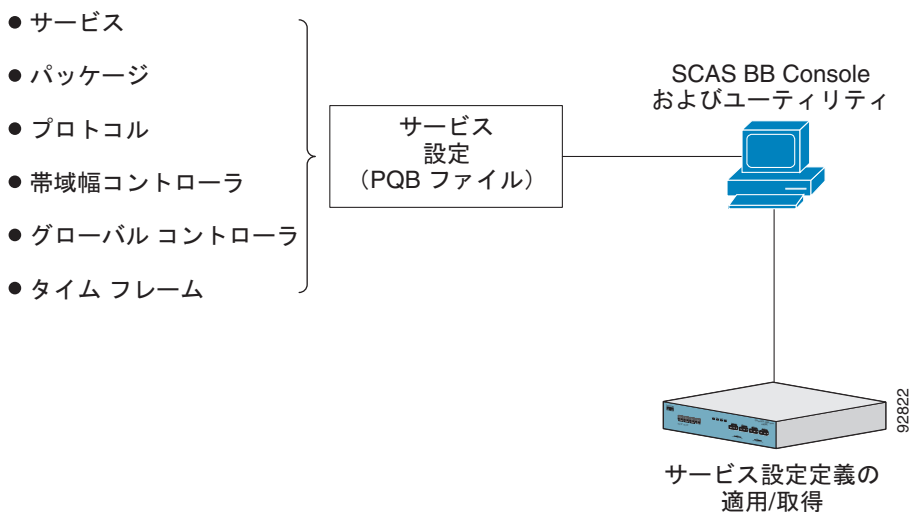 ● サービス
● パッケージ
● プロトコル
● 帯域幅コントローラ
● グローバル コントローラ
● タイム フレーム
サービス
設定
（PQB ファイル）
SCAS BB Console
およびユーティリティ
92822
サービス設定定義の
適用/取得